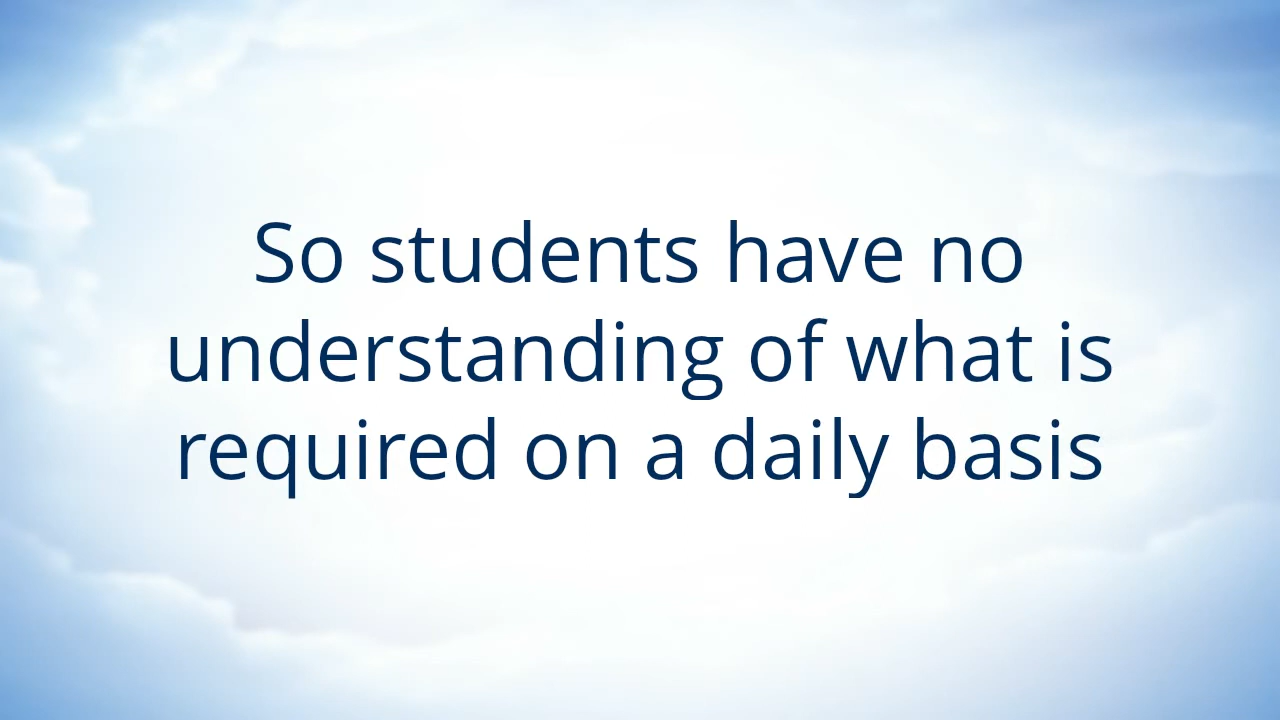 So students have no
understanding of what is
required on a daily basis